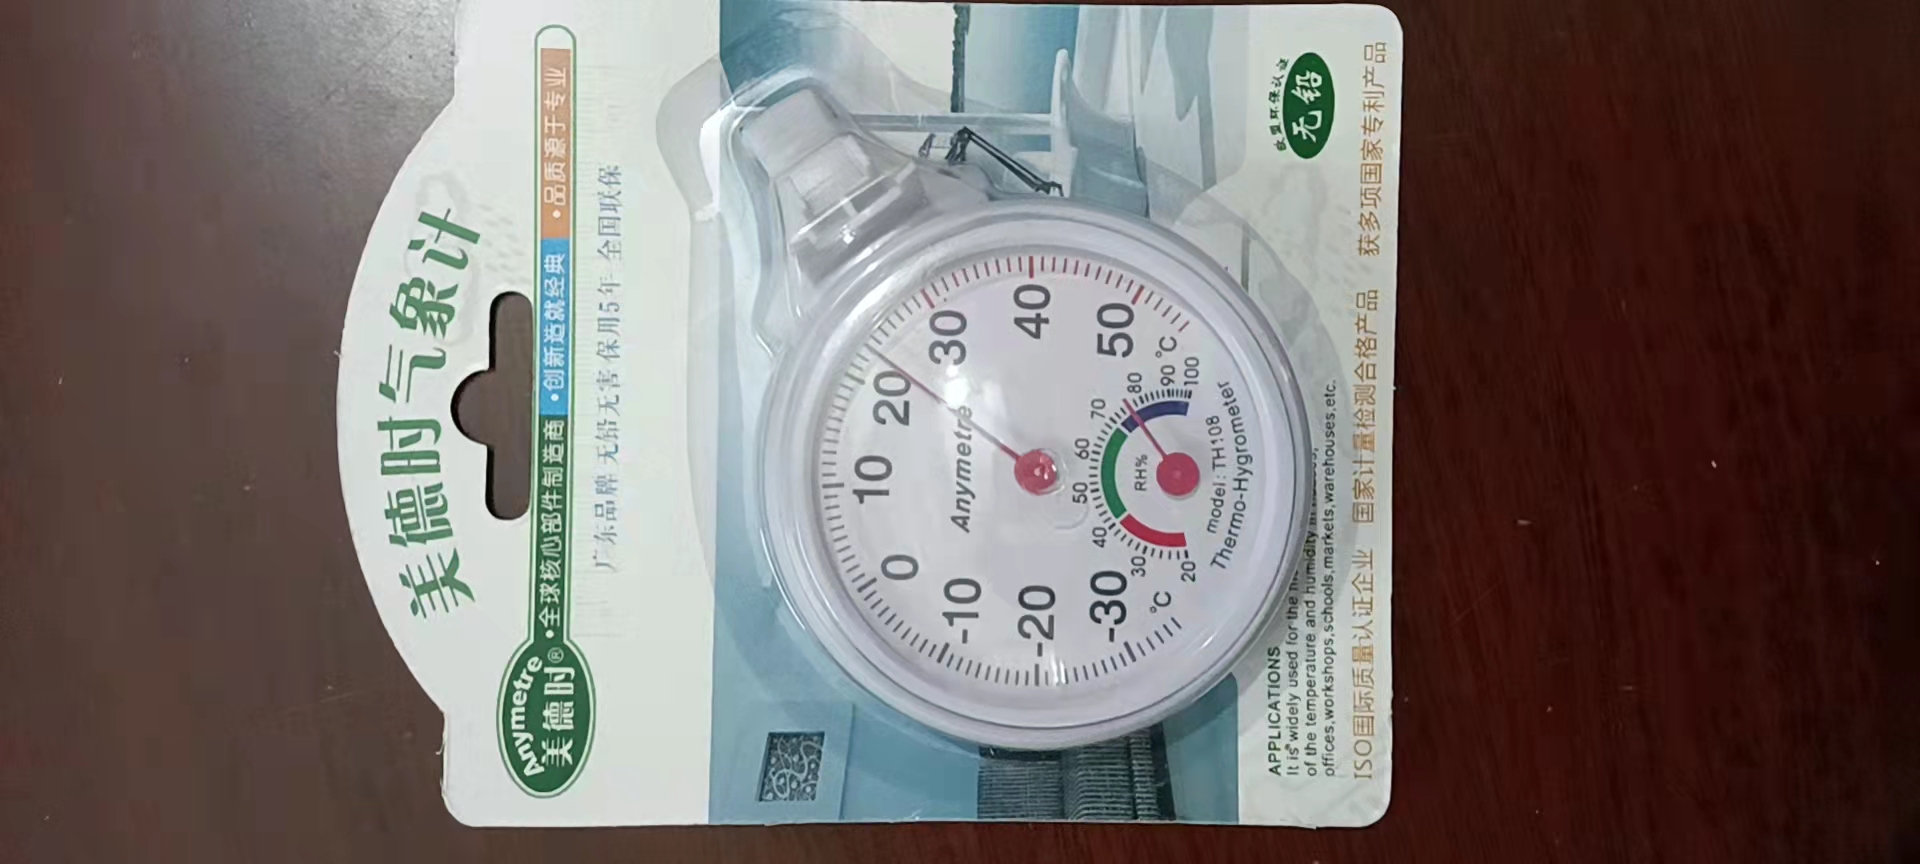 美德时气象计
Anymetre
美德时®
•全球核心部件制造商 •创新造就经典 •品质源于专业
广东品牌 无铅无害 保用5年 全国联保
-30
-20
-10
0
10
20
30
40
50
°C
°C
Anymetre
20
30
40
50
60
70
80
90
100
RH%
model:TH108
Thermo-Hygrometer
欧盟环保认证
无铅
APPLICATIONS
It is widely used for the
of the temperature and humidity in
offices,workshops,schools,markets,warehouses,etc.
ISO国际质量认证企业 国家计量检测合格产品 获多项国家专利产品